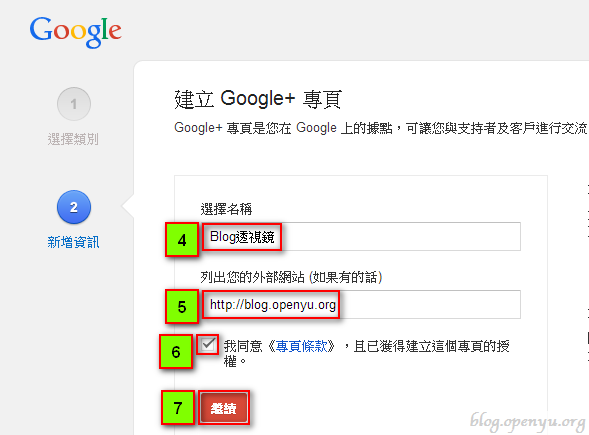 Google
1
選擇類別
2
新增資訊
建立 Google+ 專頁
Google+ 專頁是您在 Google 上的據點，可讓您與支持者及客戶進行交流
選擇名稱
4
Blog透視鏡
列出您的外部網站 (如果有的話)
5
http://blog.openyu.org
6
我同意《專頁條款》，且已獲得建立這個專頁的授
權。
7
繼續
blog.openyu.org